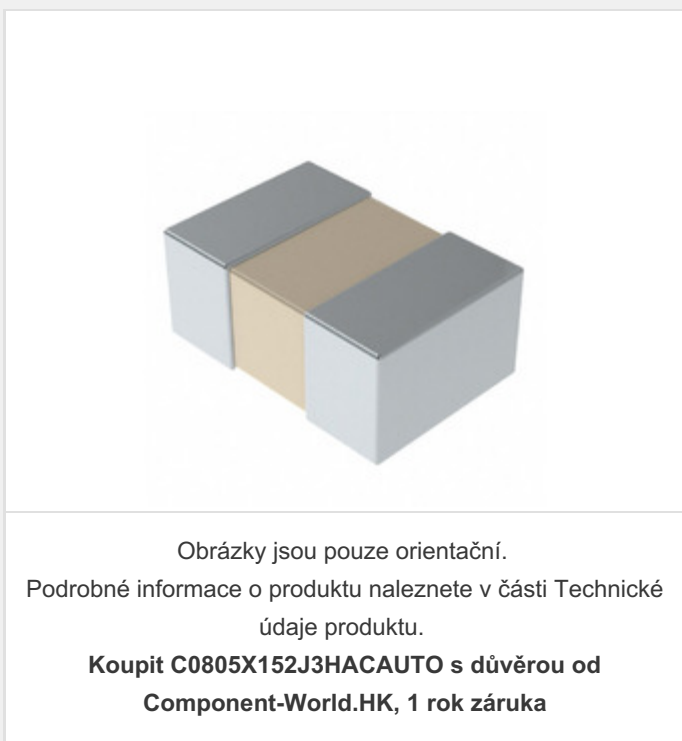 Obrázky jsou pouze orientační.
Podrobné informace o produktu naleznete v části Technické
údaje produktu.
Koupit C0805X152J3HACAUTO s důvěrou od
Component-World.HK, 1 rok záruka